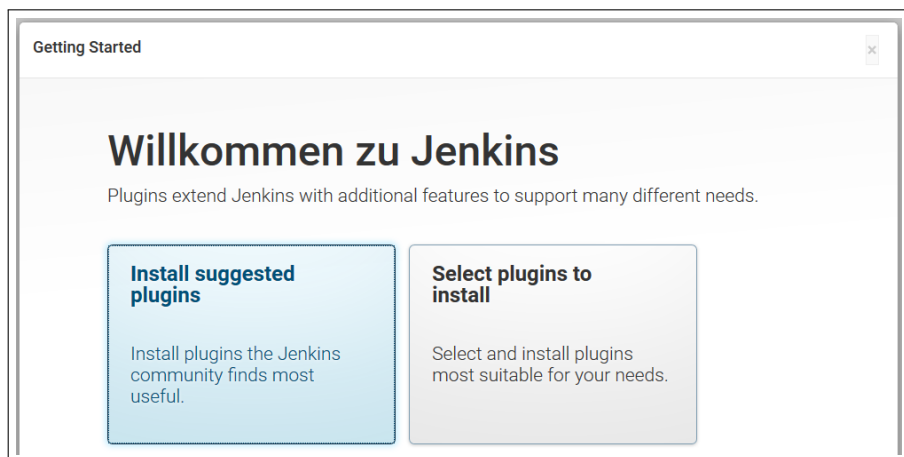 Getting Started
×
Willkommen zu Jenkins
Plugins extend Jenkins with additional features to support many different needs.
Install suggested
plugins
Install plugins the Jenkins
community finds most
useful.
Select plugins to
install
Select and install plugins
most suitable for your needs.